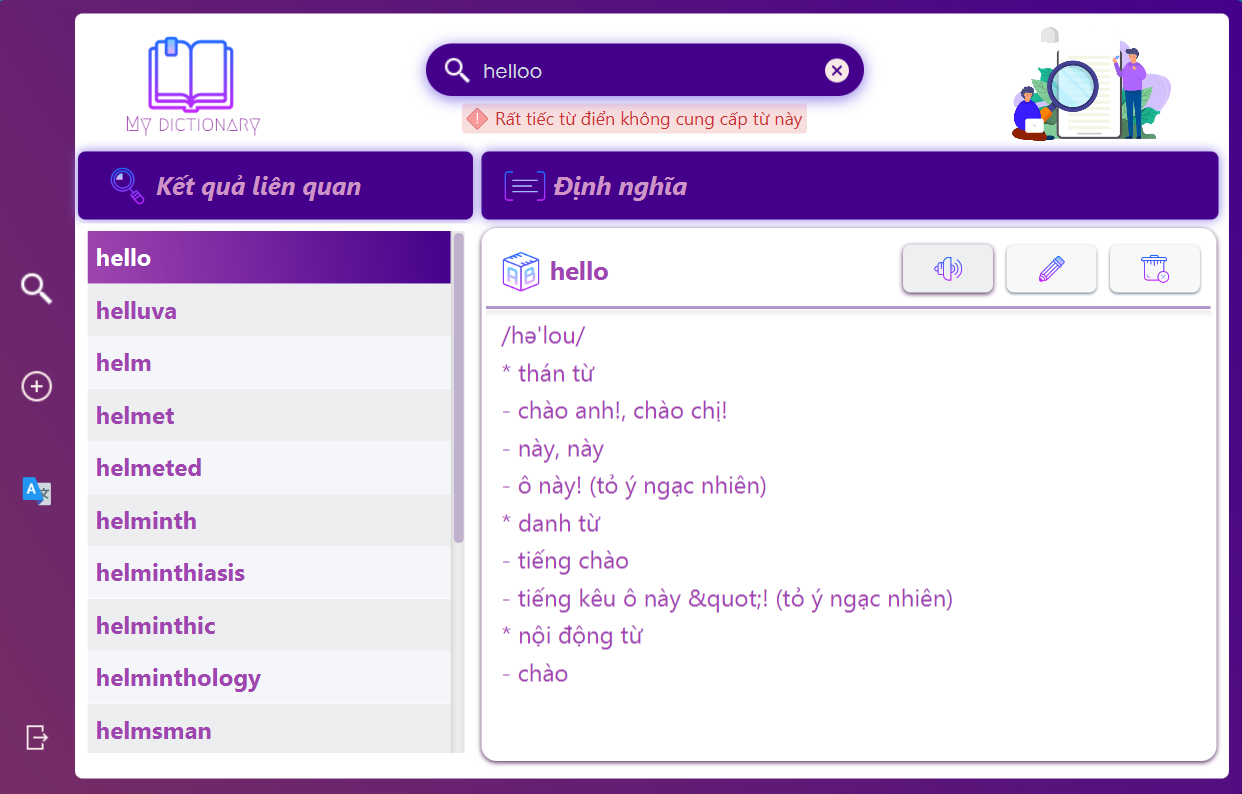 helloo
Rất tiếc từ điển không cung cấp từ này
MY DICTIONARY
Kết quả liên quan
Định nghĩa
hello
helluva
helm
helmet
helmeted
helminth
helminthiasis
helminthic
helminthology
helmsman
AB hello
/hə'lou/
* thán từ
- chào anh!, chào chị!
- này, này
- ô này! (tỏ ý ngạc nhiên)
* danh từ
- tiếng chào
- tiếng kêu ô này &quot;! (tỏ ý ngạc nhiên)
* nội động từ
- chào
A 文